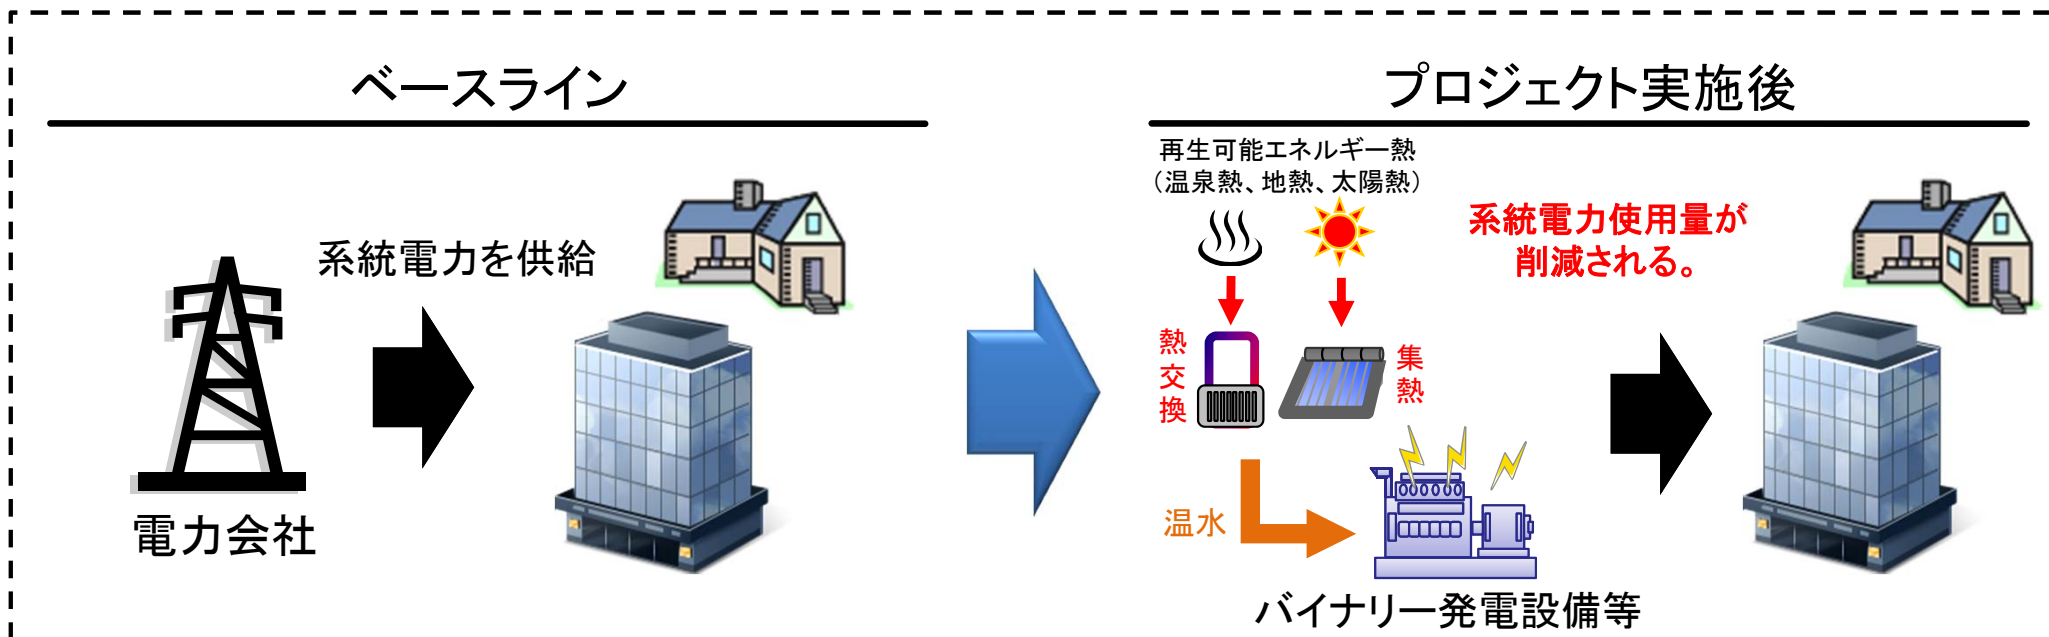 ベースライン
系統電力を供給
電力会社
プロジェクト実施後
再生可能エネルギー熱
（温泉熱、地熱、太陽熱）
系統電力使用量が
削減される。
熱交換
集熱
温水
バイナリー発電設備等